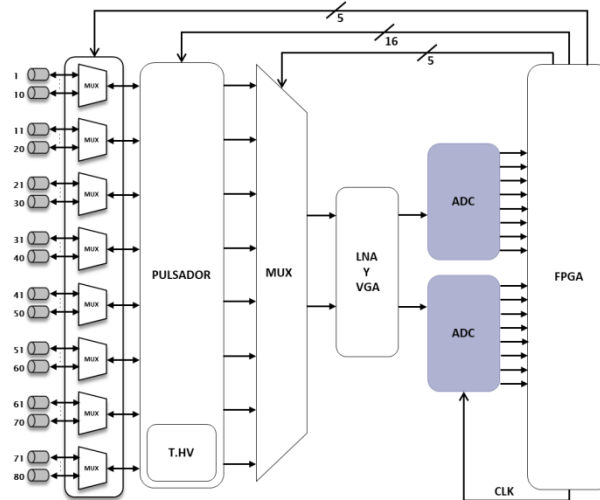 5
16
5
1
10
MUX
11
20
MUX
21
30
MUX
31
40
MUX
41
50
MUX
51
60
MUX
61
70
MUX
71
80
MUX
PULSADOR
T.HV
MUX
LNA
Y
VGA
ADC
ADC
FPGA
CLK